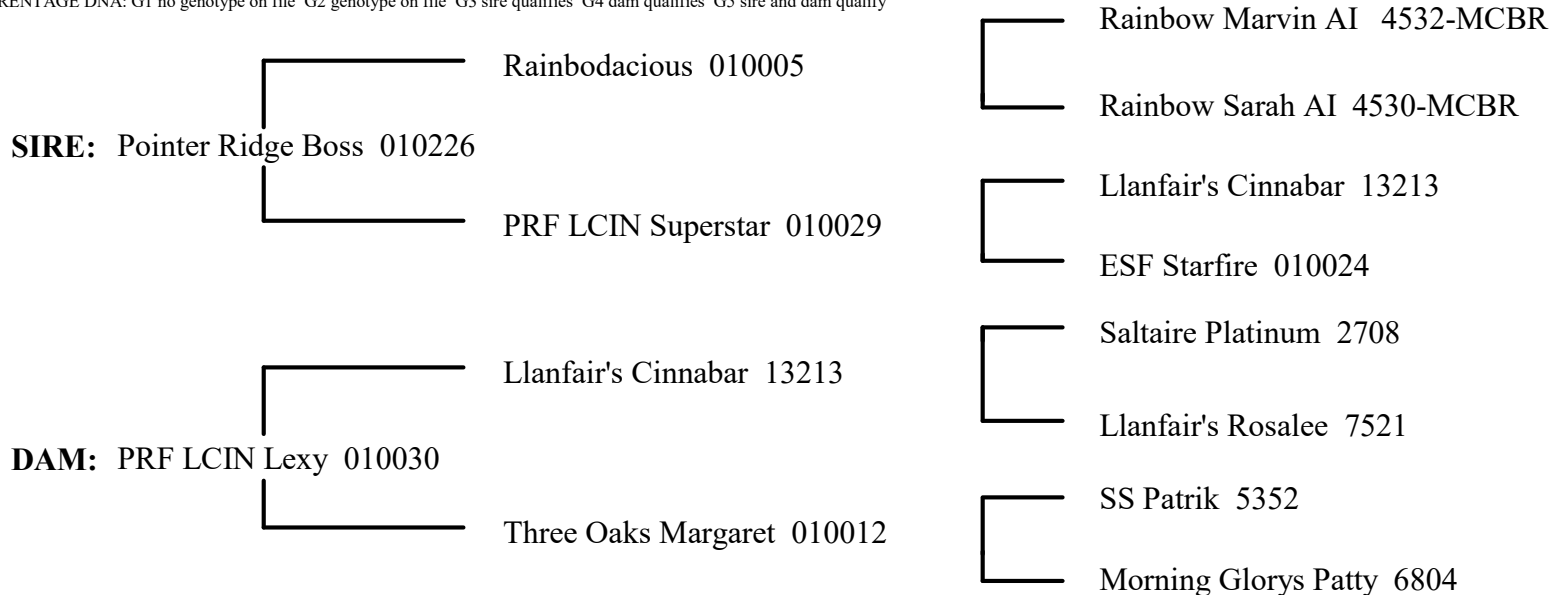 RENTAGE DNA: G1 no genotype on file G2 genotype on file G3 sire qualifies G4 dam qualifies G5 sire and dam qualify
Rainbow Marvin AI 4532-MCBR
Rainbodacious 010005
Rainbow Sarah AI 4530-MCBR
SIRE: Pointer Ridge Boss 010226
Llanfair's Cinnabar 13213
PRF LCIN Superstar 010029
ESF Starfire 010024
Saltaire Platinum 2708
Llanfair's Cinnabar 13213
Llanfair's Rosalee 7521
DAM: PRF LCIN Lexy 010030
SS Patrik 5352
Three Oaks Margaret 010012
Morning Glorys Patty 6804